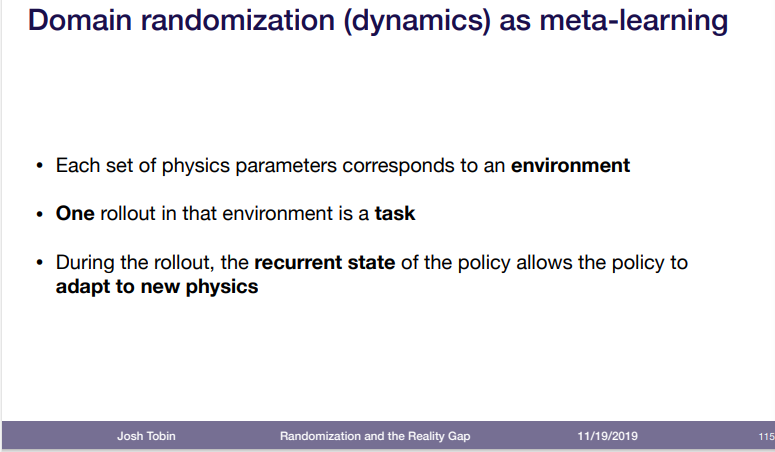 Domain randomization (dynamics) as meta-learning
• Each set of physics parameters corresponds to an environment
• One rollout in that environment is a task
• During the rollout, the recurrent state of the policy allows the policy to
adapt to new physics
Josh Tobin Randomization and the Reality Gap 11/19/2019 115